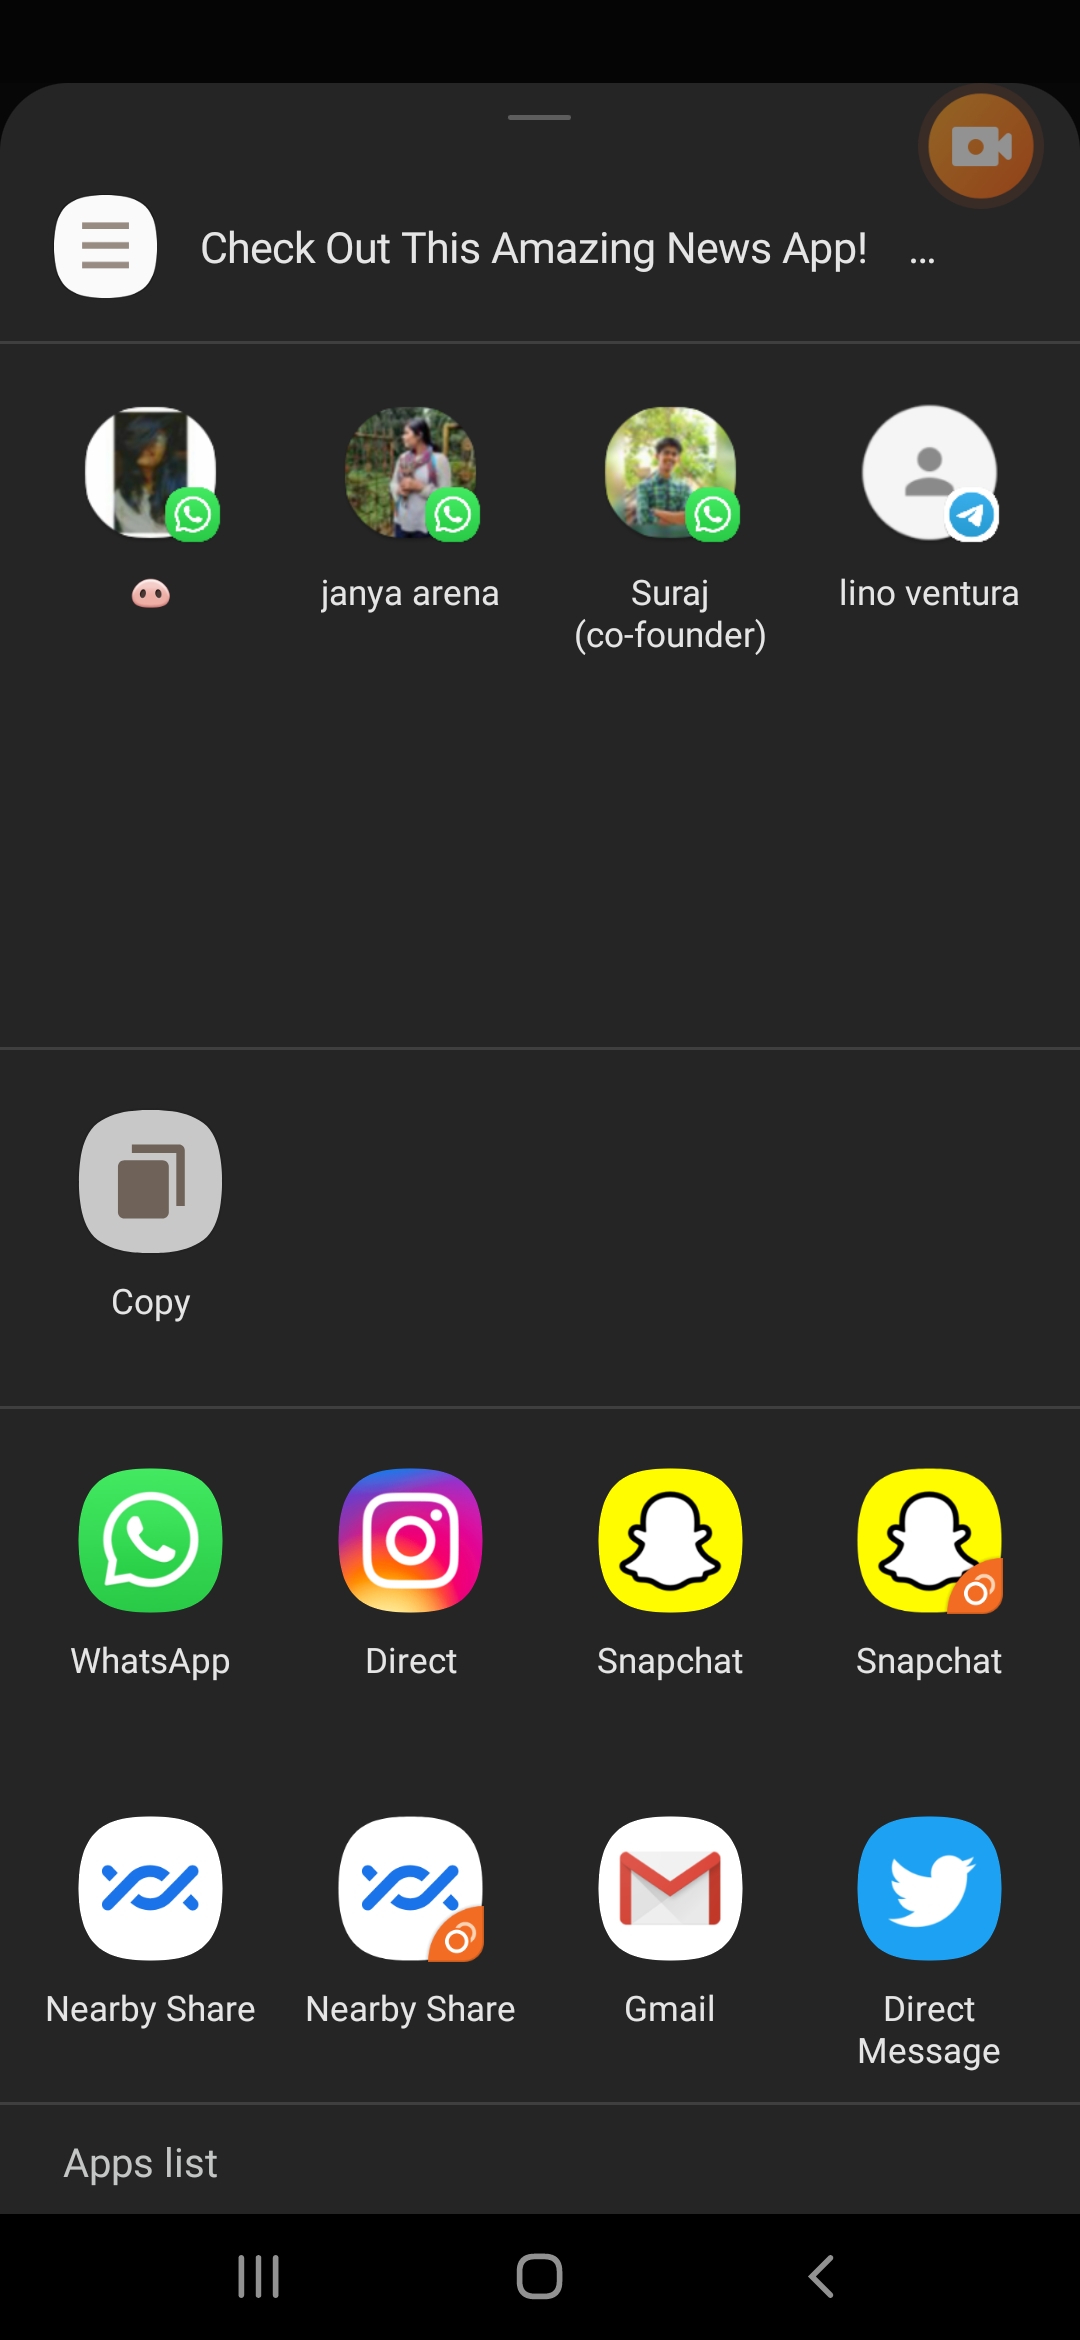 Check Out This Amazing News App! ...
janya arena
Suraj
(co-founder)
lino ventura
Copy
WhatsApp
Direct
Snapchat
Snapchat
Nearby Share
Nearby Share
Gmail
Direct
Message
Apps list